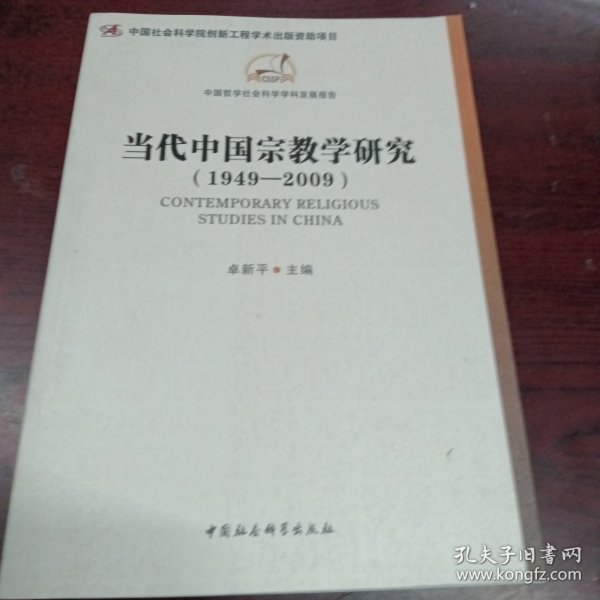 中国社会科学院创新工程学术出版资助项目
CSSP
中国哲学社会科学学科发展报告
当代中国宗教学研究
（1949—2009）
CONTEMPORARY RELIGIOUS
STUDIES IN CHINA
卓新平●主编
中国社会科学出版社
孔夫子旧书网
www.kongfz.com